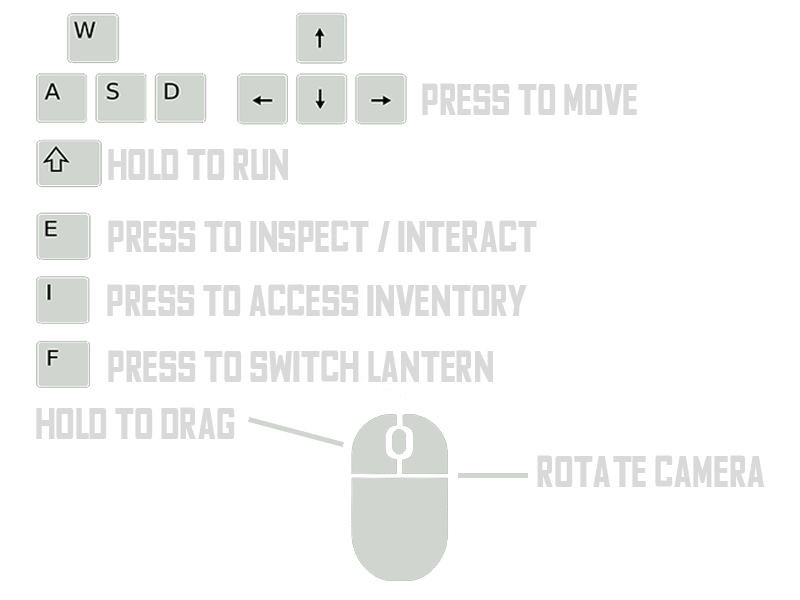 W ↑
A S D ← ↓ → PRESS TO MOVE
⇧ HOLD TO RUN
E PRESS TO INSPECT / INTERACT
I PRESS TO ACCESS INVENTORY
F PRESS TO SWITCH LANTERN
HOLD TO DRAG
ROTATE CAMERA